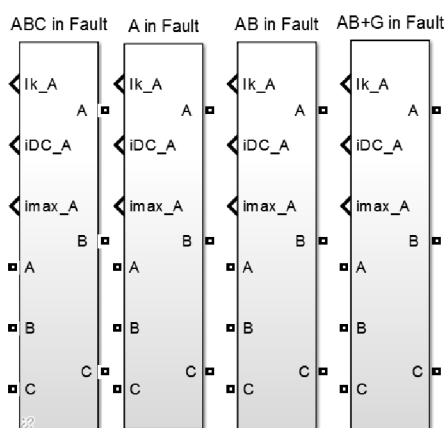 ABC in Fault A in Fault AB in Fault AB+G in Fault
Ik_A Ik_A Ik_A Ik_A
A A A A
iDC_A iDC_A iDC_A iDC_A
imax_A imax_A imax_A imax_A
B B B B
A A A A
B B B B
C C C C
C C C C